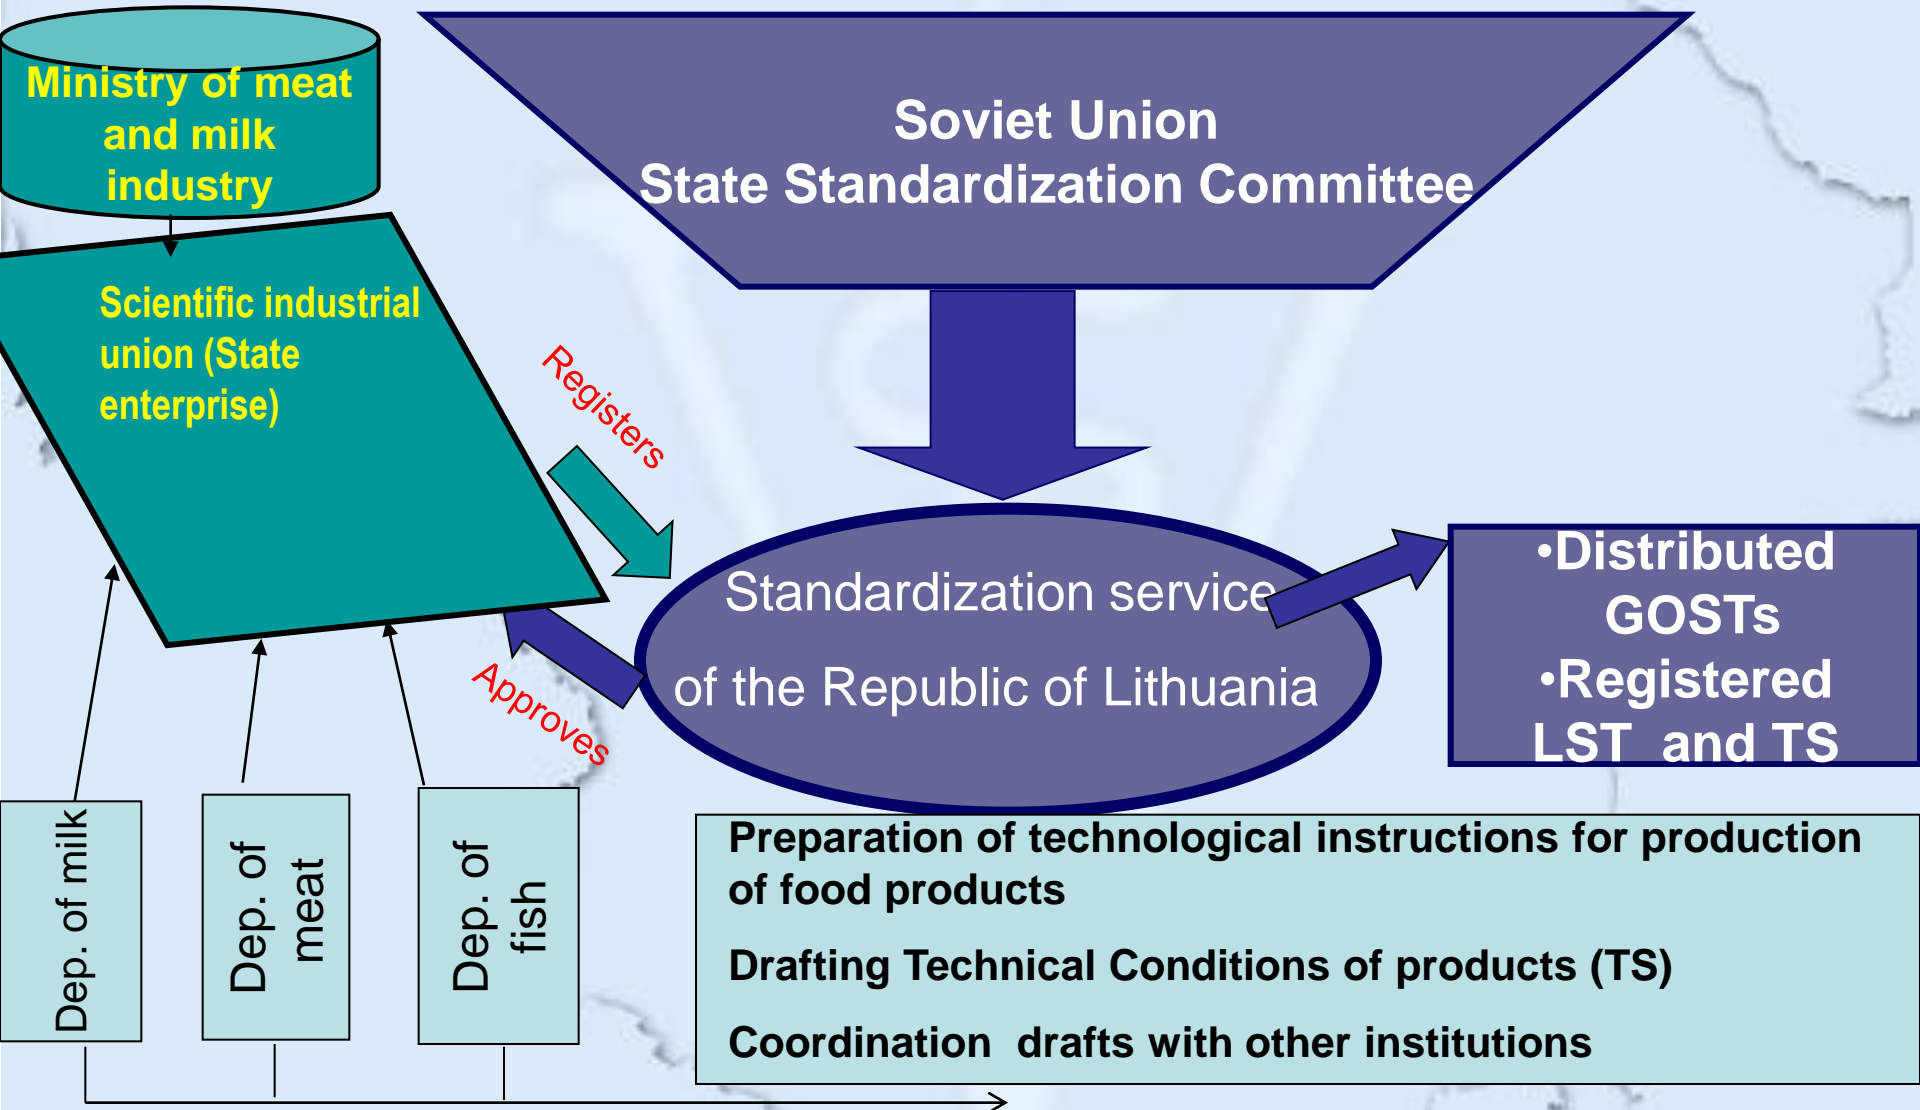 Ministry of meat
and milk
industry
Soviet Union
State Standardization Committee
Scientific industrial
union (State
enterprise)
Registers
Approves
Standardization service
of the Republic of Lithuania
•Distributed
GOSTs
•Registered
LST and TS
Dep. of milk
Dep. of
meat
Dep. of
fish
Preparation of technological instructions for production
of food products
Drafting Technical Conditions of products (TS)
Coordination drafts with other institutions